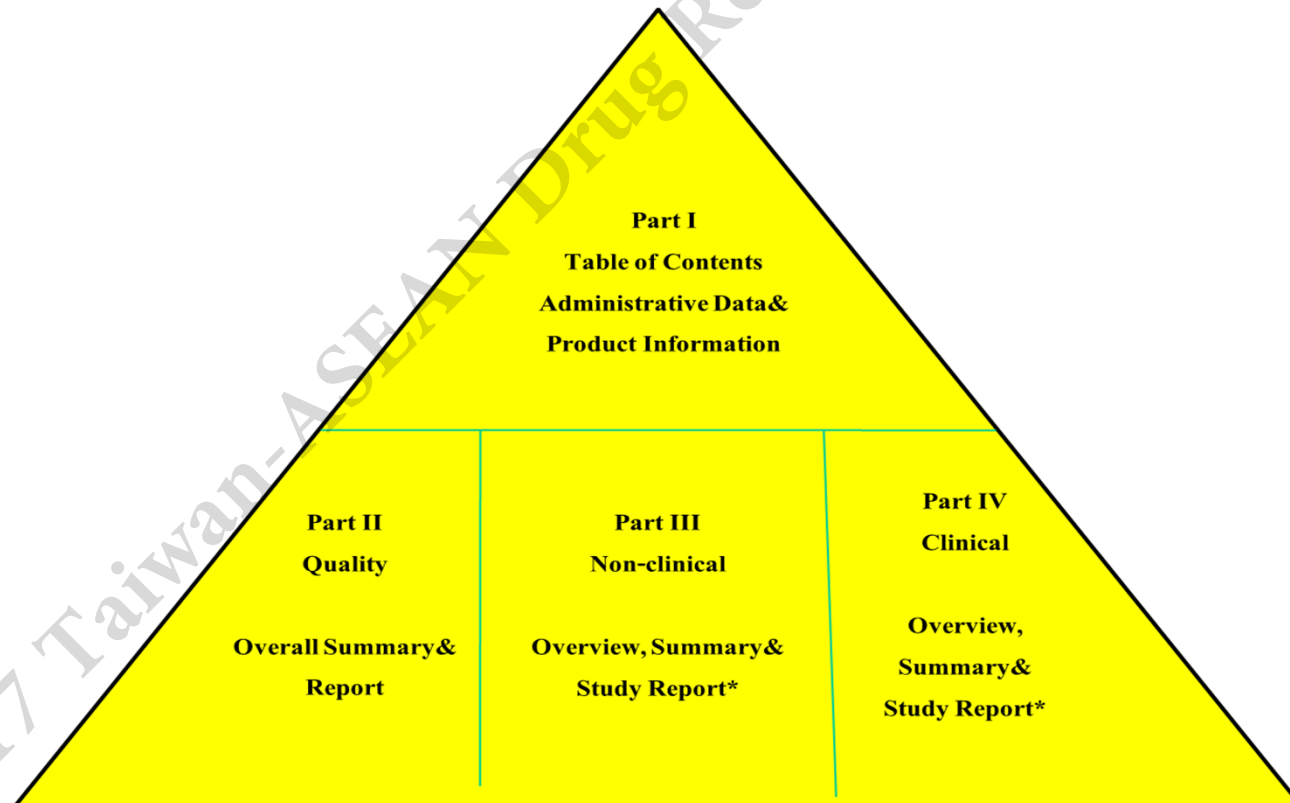 Part I
Table of Contents
Administrative Data&
Product Information
Part II
Quality
Overall Summary&
Report
Part III
Non-clinical
Overview, Summary&
Study Report*
Part IV
Clinical
Overview,
Summary&
Study Report*
7 Taiwan-ASEAN Drug